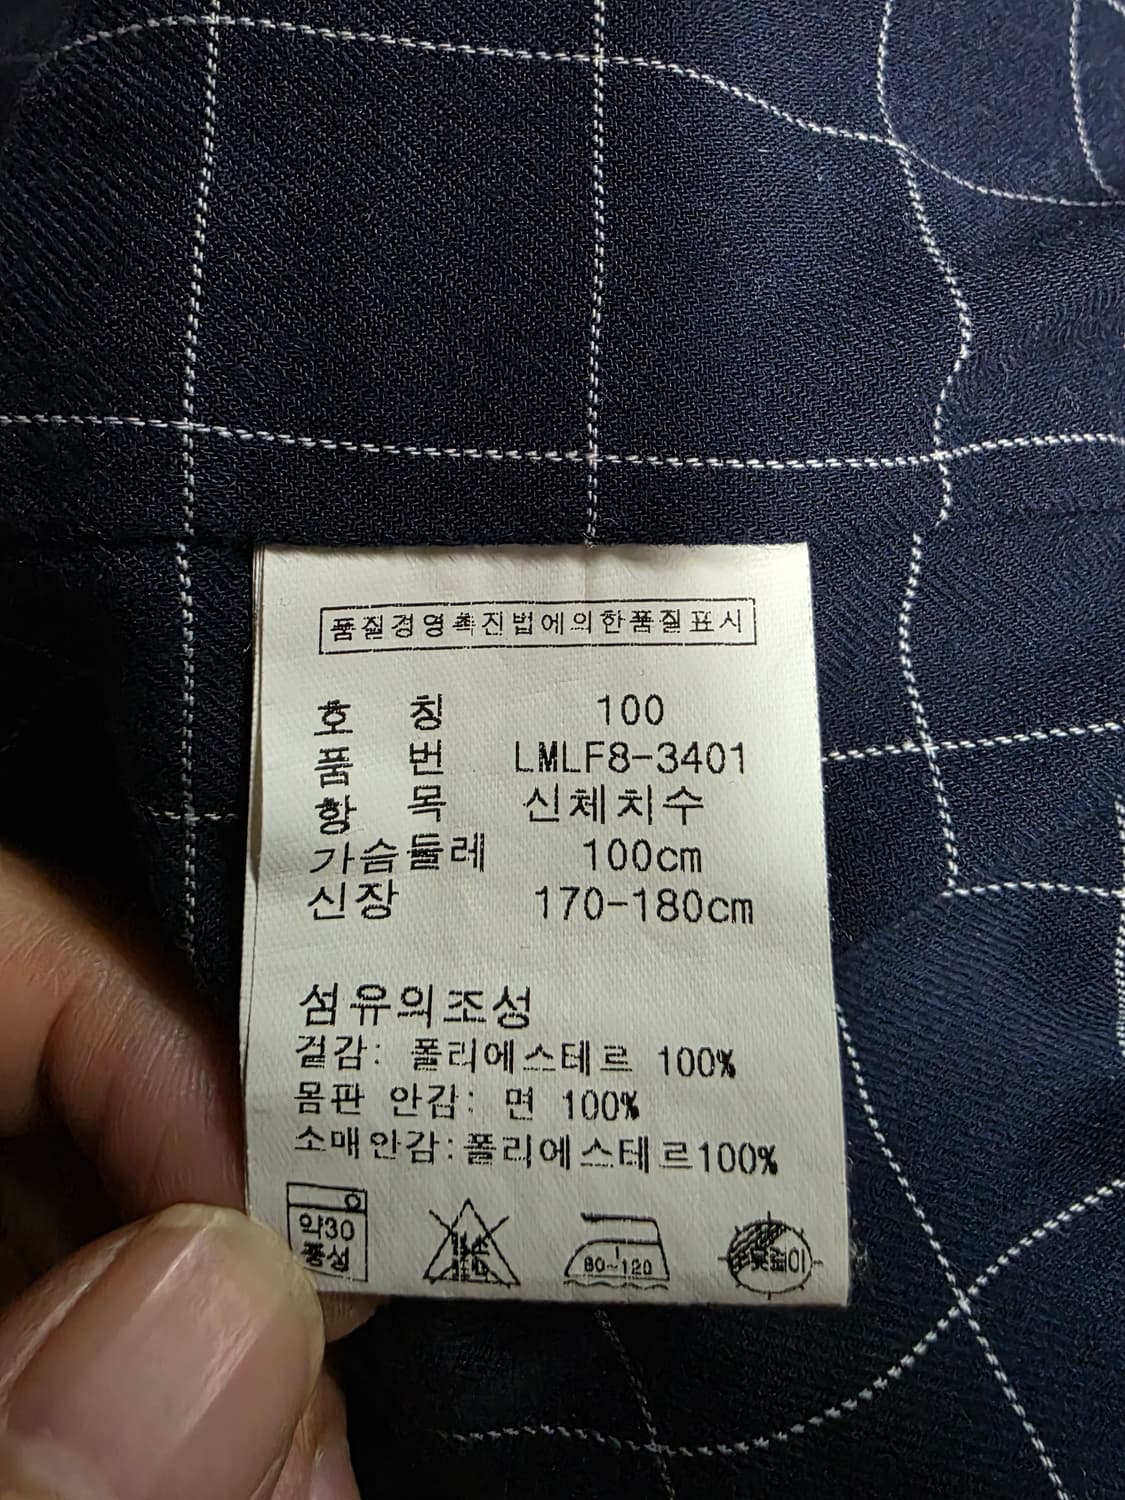 품질경영촉진법에의한품질표시
호 칭 100
품 번 LMLF8-3401
항 목 신체치수
가슴둘레 100cm
신장 170-180cm
섬유의조성
겉감: 폴리에스테르 100%
몸판 안감: 면 100%
소매안감:폴리에스테르100%
약30
중성
80~120
옷걸이